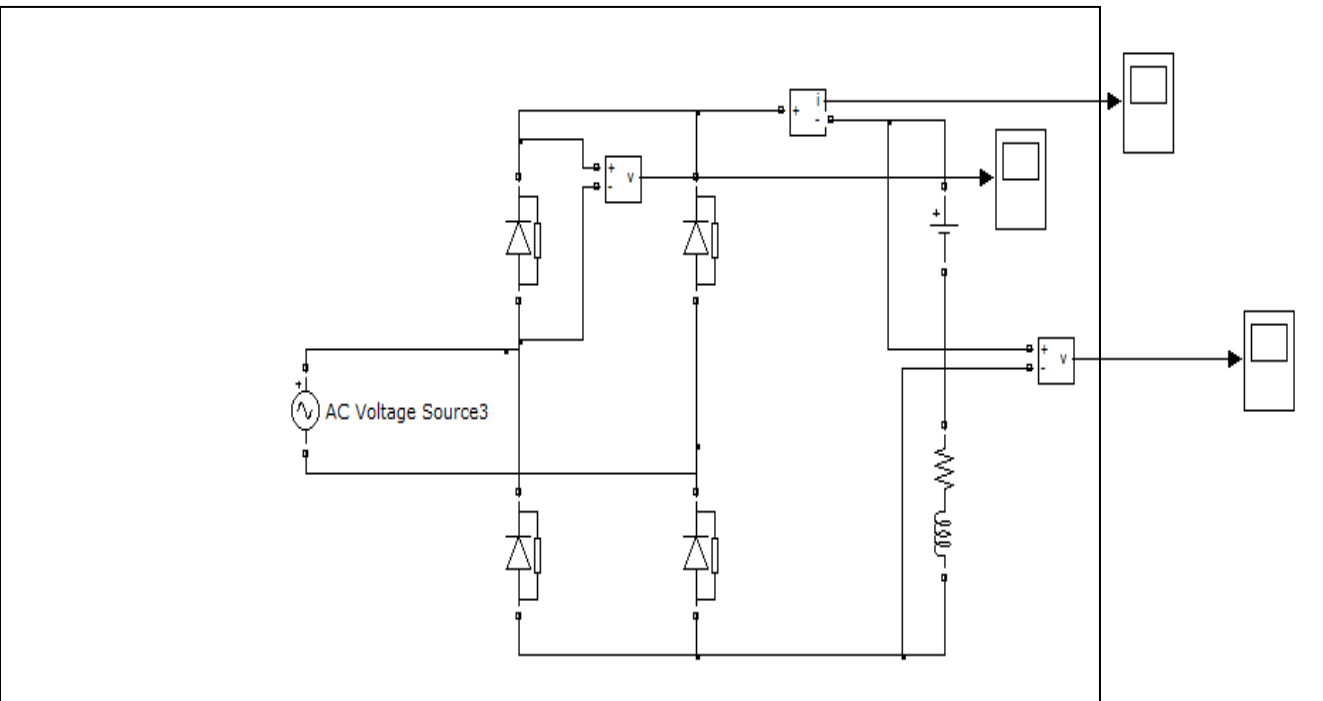 i
+
-
+
v
-
+
+
v
-
+
AC Voltage Source3